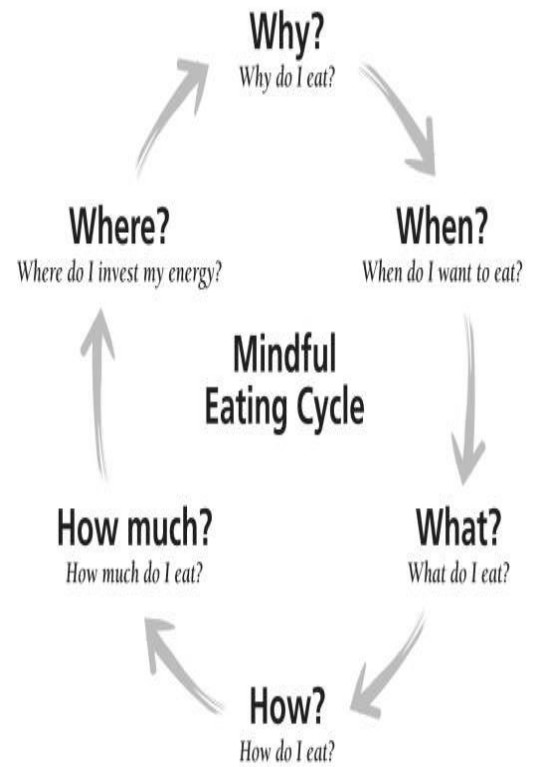 Why?
Why do I eat?
When?
When do I want to eat?
What?
What do I eat?
How?
How do I eat?
How much?
How much do I eat?
Where?
Where do I invest my energy?
Mindful
Eating Cycle